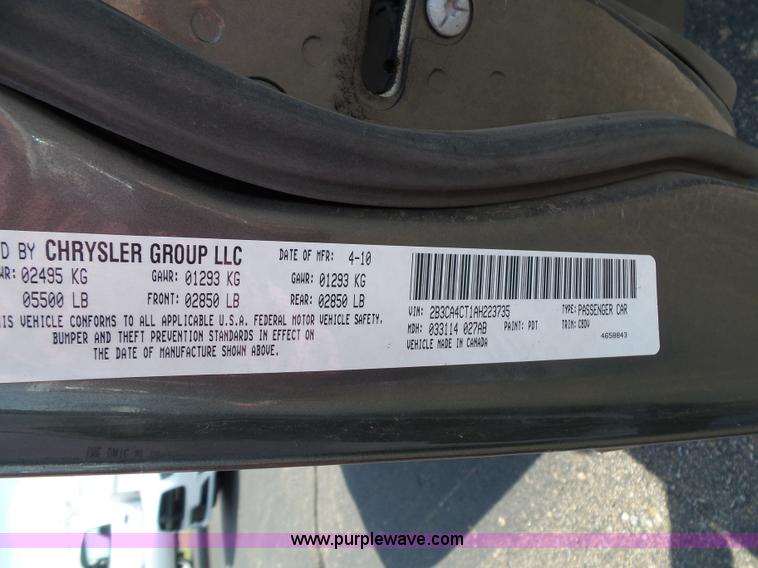 D BY CHRYSLER GROUP LLC DATE OF MFR: 4-10
WR: 02495 KG GAWR: 01293 KG GAWR: 01293 KG
05500 LB FRONT: 02850 LB REAR: 02850 LB
IS VEHICLE CONFORMS TO ALL APPLICABLE U.S.A. FEDERAL MOTOR VEHICLE SAFETY,
BUMPER AND THEFT PREVENTION STANDARDS IN EFFECT ON
THE DATE OF MANUFACTURE SHOWN ABOVE.
VIN: 2B3CA4CT1AH223735 TYPE: PASSENGER CAR
MDH: 033114 027AB PAINT: PDT TRIM: CBDV
VEHICLE MADE IN CANADA 4658843
www.purplewave.com